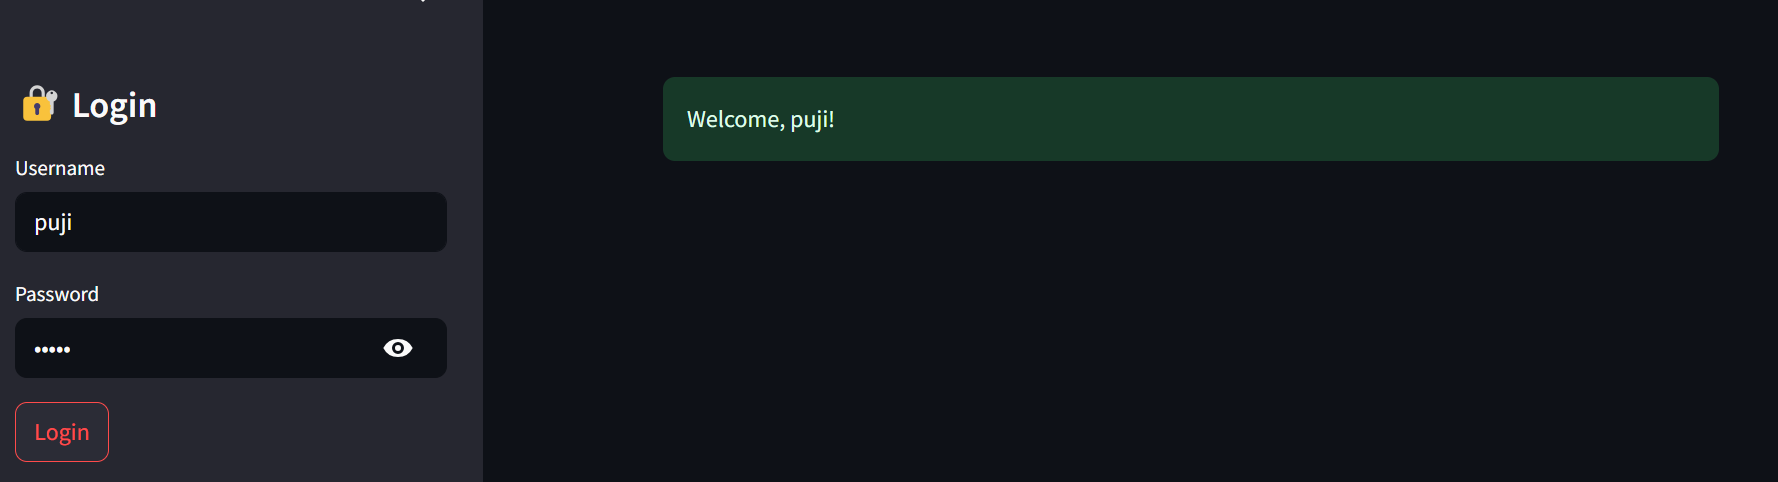 Login
Username
puji
Password
•••••
Login
Welcome, puji!